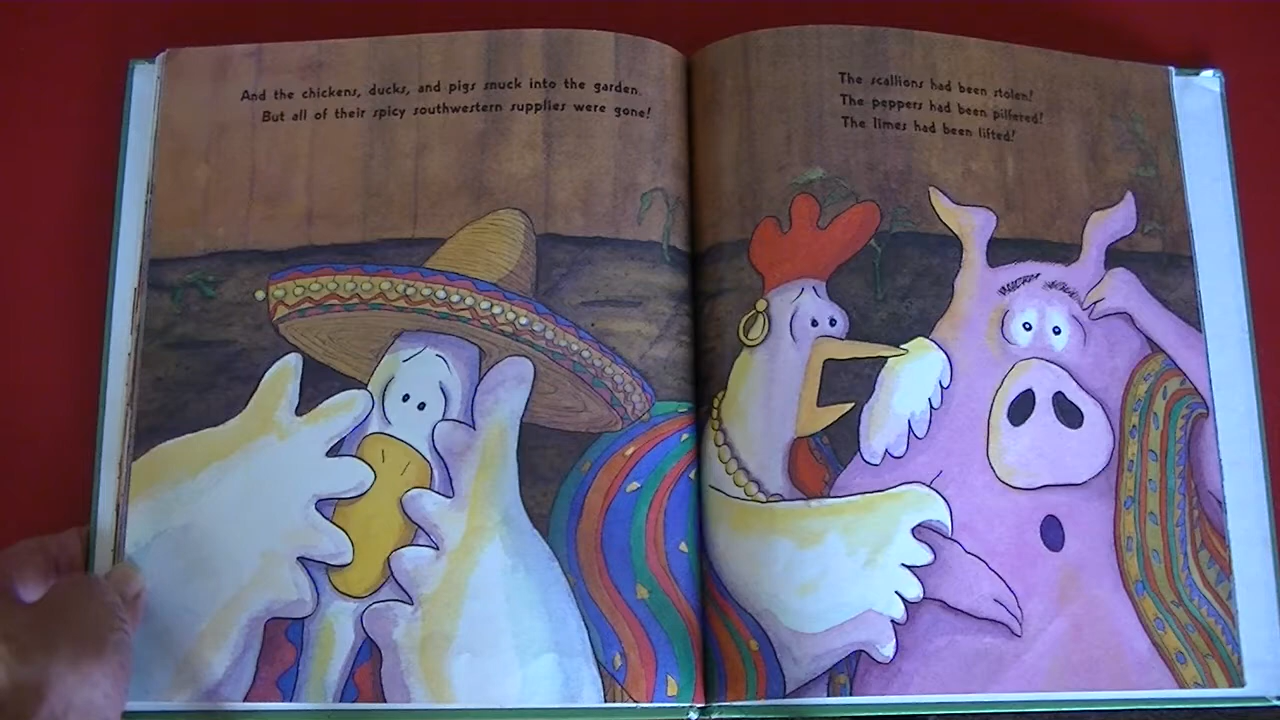 And the chickens, ducks, and pigs snuck into the garden.
But all of their spicy southwestern supplies were gone!
The scallions had been stolen!
The peppers had been pilfered!
The limes had been lifted!